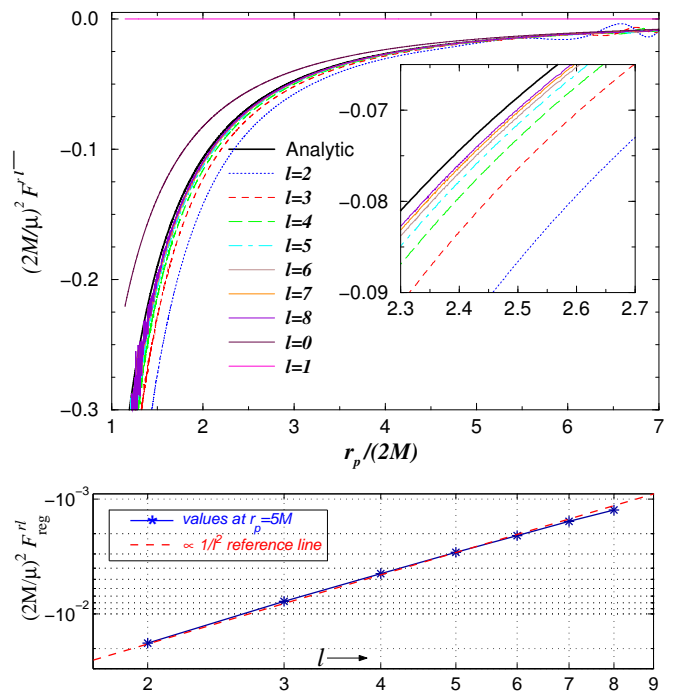 0.0
−0.1
−0.2
−0.3
(2M/μ)² F^{r l −}
Analytic
l=2
l=3
l=4
l=5
l=6
l=7
l=8
l=0
l=1
−0.07
−0.08
−0.09
2.3 2.4 2.5 2.6 2.7
1 2 3 4 5 6 7
r_p/(2M)
−10^{−3}
−10^{−2}
(2M/μ)² F^{rl}_{reg}
values at r_p=5M
∝ 1/l² reference line
l
2 3 4 5 6 7 8 9